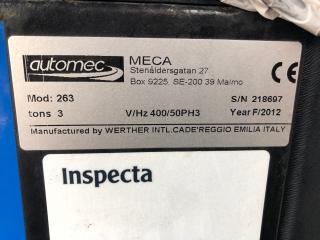 automec
MECA
Stenåldersgatan 27
Box 9225, SE-200 39 Malmo
CE
Mod: 263 S/N 218697
tons 3 V/Hz 400/50PH3 Year F/2012
Manufactured by WERTHER INTL.CADE'REGGIO EMILIA ITALY
Inspecta